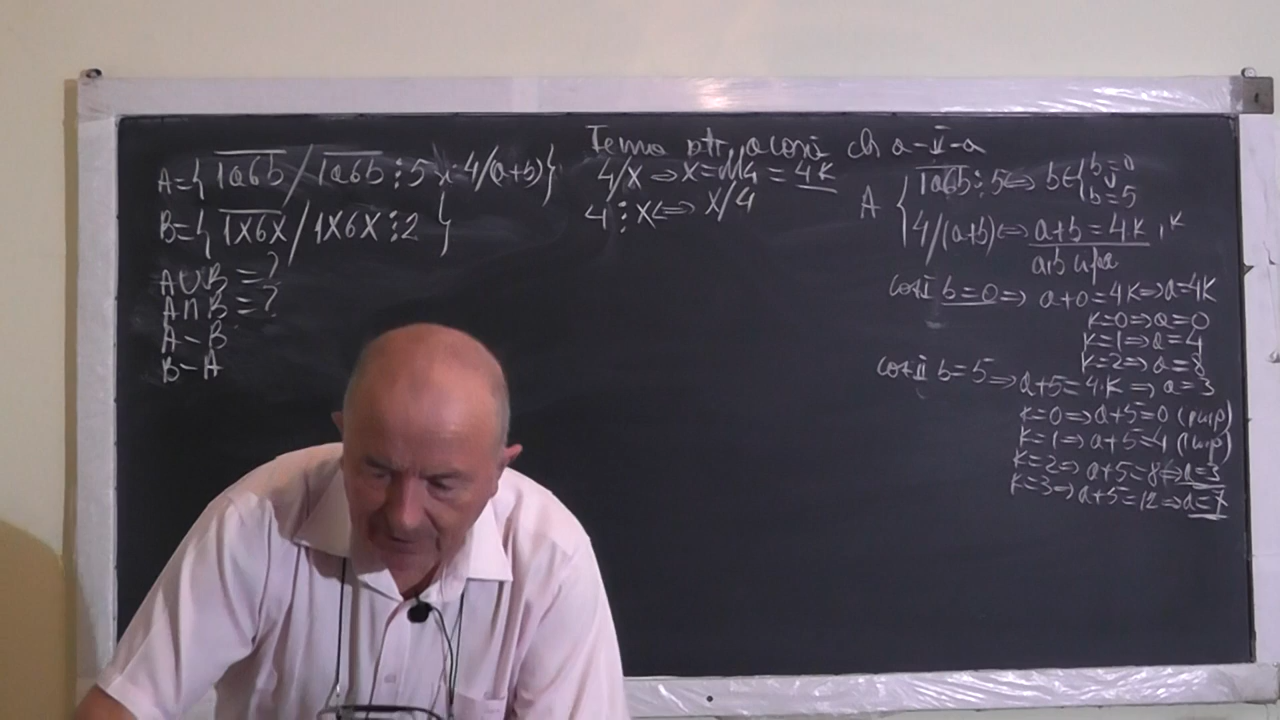 A={ 1a6b / 1a6b ⋮ 5 și 4/(a+b)}
B={ 1x6x / 1x6x ⋮ 2 }
A∪B = ?
A∩B = ?
A-B
B-A
Tema ptr. acasă cls a-V-a
4/x ⇒ x=M4 = 4k
4 ⋮ x ⇔ x/4
A { 1a6b ⋮ 5 ⇔ b∈{ b=0
b=5
4/(a+b) ⇔ a+b = 4k, k
a,b cifre
caz I b=0 ⇒ a+0=4k ⇒ a=4k
k=0 ⇒ a=0
k=1 ⇒ a=4
k=2 ⇒ a=8
caz II b=5 ⇒ a+5=4·k ⇒ a=3
k=0 ⇒ a+5=0 (imp)
k=1 ⇒ a+5=4 (imp)
k=2 ⇒ a+5=8 ⇒ a=3
k=3 ⇒ a+5=12 ⇒ a=7